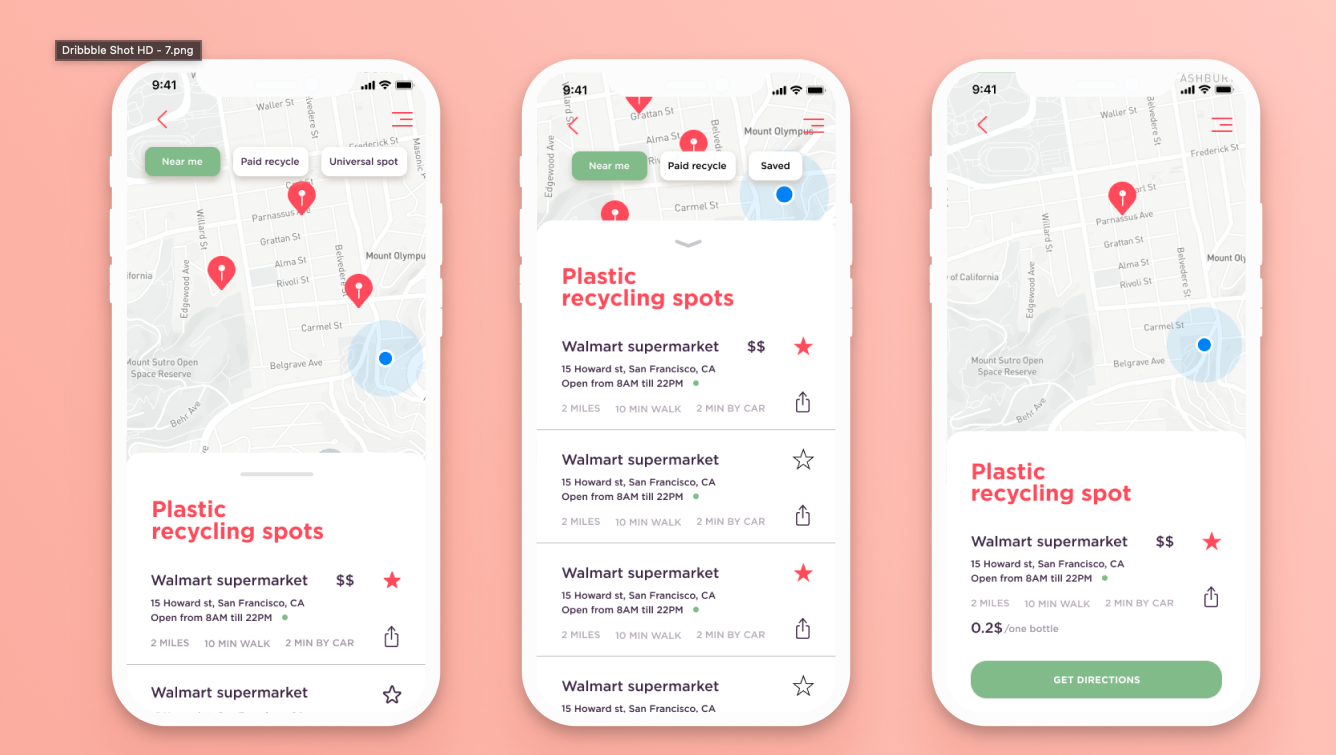 Dribbble Shot HD - 7.png
9:41
Waller St
Belvedere St
Frederick St
Masonic
Near me
Paid recycle
Universal spot
Carl St
Parnassus Ave
Willard St
Grattan St
Belvedere St
Mount Olympu
Alma St
ifornia
Rivoli St
Edgewood Ave
Carmel St
Mount Sutro Open
Space Reserve
Belgrave Ave
Behr Ave
Plastic
recycling spots
Walmart supermarket $$
15 Howard st, San Francisco, CA
Open from 8AM till 22PM
2 MILES 10 MIN WALK 2 MIN BY CAR
Walmart supermarket
9:41
Grattan St
Alma St
Mount Olympus
Edgewood Ave
Near me
Paid recycle
Saved
Carmel St
Plastic
recycling spots
Walmart supermarket $$
15 Howard st, San Francisco, CA
Open from 8AM till 22PM
2 MILES 10 MIN WALK 2 MIN BY CAR
Walmart supermarket
15 Howard st, San Francisco, CA
Open from 8AM till 22PM
2 MILES 10 MIN WALK 2 MIN BY CAR
Walmart supermarket
15 Howard st, San Francisco, CA
Open from 8AM till 22PM
2 MILES 10 MIN WALK 2 MIN BY CAR
Walmart supermarket
15 Howard st, San Francisco, CA
ASHBUR
9:41
Waller St
Frederick St
arl St
Parnassus Ave
Willard St
Grattan St
Belvedere St
Mount Ol
Alma St
of California
Rivoli St
Edgewood Ave
Carmel St
Mount Sutro Open
Space Reserve
Belgrave Ave
Behr Ave
Plastic
recycling spot
Walmart supermarket $$
15 Howard st, San Francisco, CA
Open from 8AM till 22PM
2 MILES 10 MIN WALK 2 MIN BY CAR
0.2$ /one bottle
GET DIRECTIONS